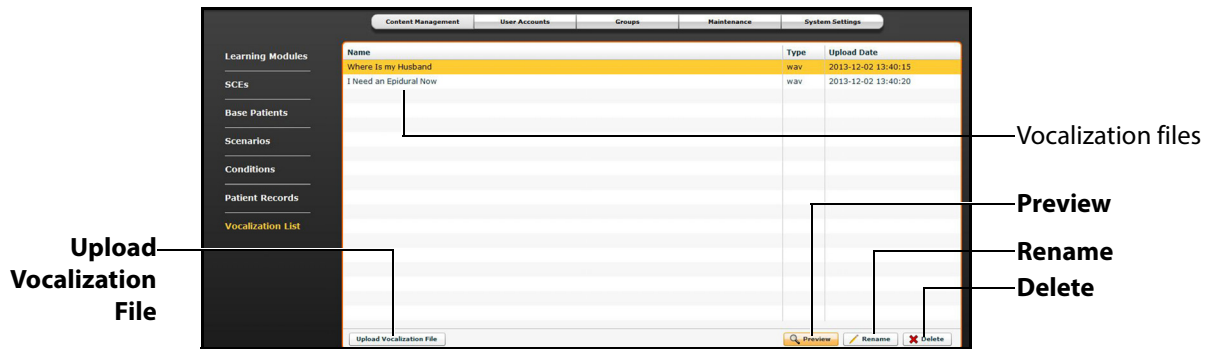 Content Management User Accounts Groups Maintenance System Settings
Learning Modules
SCEs
Base Patients
Scenarios
Conditions
Patient Records
Vocalization List
Name Type Upload Date
Where Is my Husband wav 2013-12-02 13:40:15
I Need an Epidural Now wav 2013-12-02 13:40:20
Upload Vocalization File Preview Rename Delete
Vocalization files
Preview
Rename
Delete
Upload
Vocalization
File